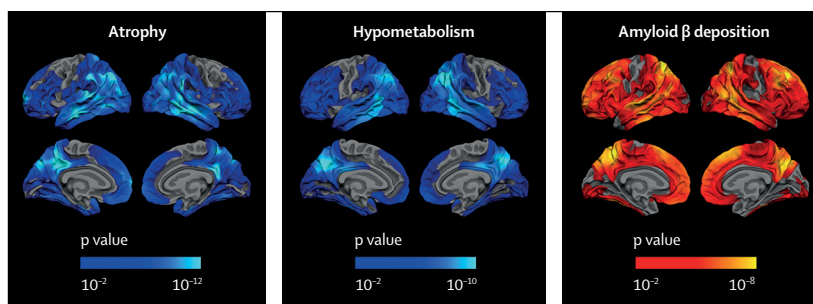 Atrophy
Hypometabolism
Amyloid β deposition
p value
10⁻² 10⁻¹²
p value
10⁻² 10⁻¹⁰
p value
10⁻² 10⁻⁸